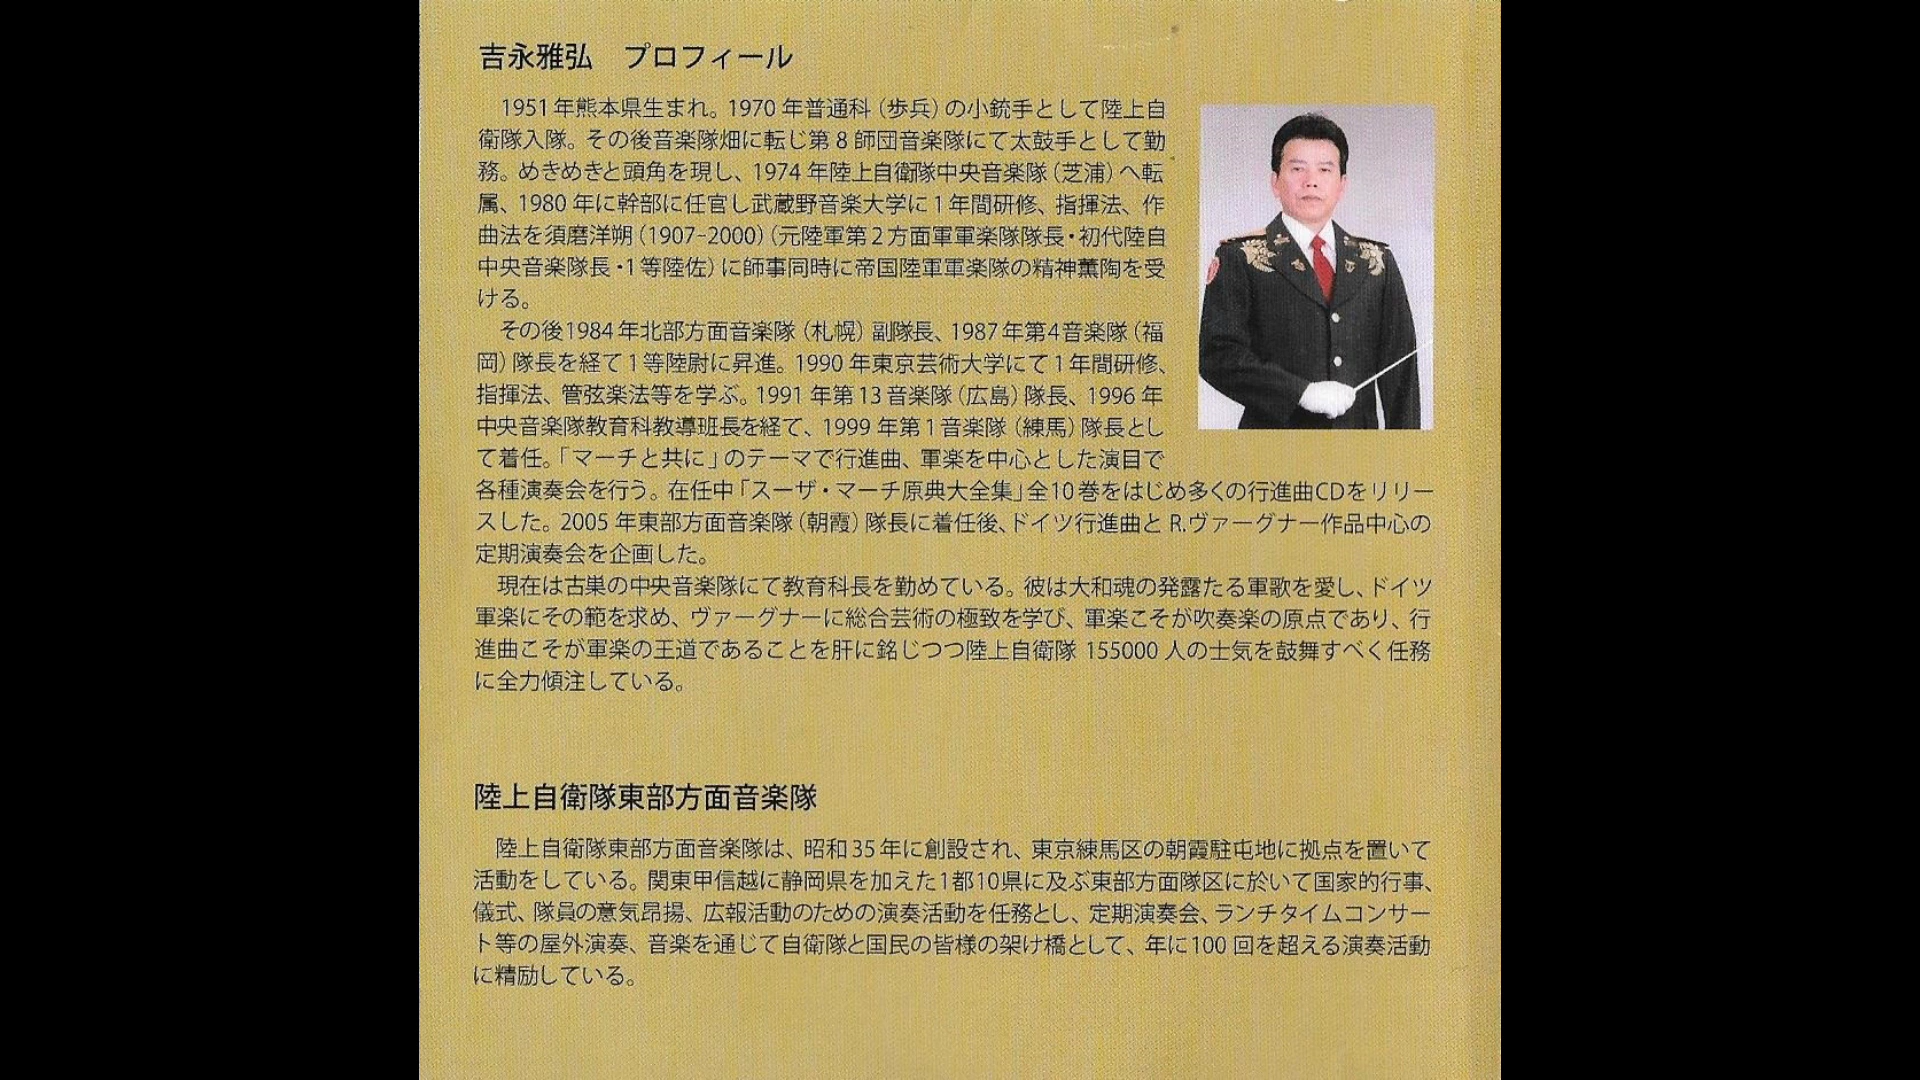 吉永雅弘　プロフィール
1951年熊本県生まれ。1970年普通科（歩兵）の小銃手として陸上自
衛隊入隊。その後音楽隊畑に転じ第8師団音楽隊にて太鼓手として勤
務。めきめきと頭角を現し、1974年陸上自衛隊中央音楽隊（芝浦）へ転
属、1980年に幹部に任官し武蔵野音楽大学に1年間研修、指揮法、作
曲法を須磨洋朔（1907-2000）（元陸軍第2方面軍軍楽隊隊長・初代陸自
中央音楽隊長・1等陸佐）に師事同時に帝国陸軍軍楽隊の精神薫陶を受
ける。
その後1984年北部方面音楽隊（札幌）副隊長、1987年第4音楽隊（福
岡）隊長を経て1等陸尉に昇進。1990年東京芸術大学にて1年間研修、
指揮法、管弦楽法等を学ぶ。1991年第13音楽隊（広島）隊長、1996年
中央音楽隊教育科教導班長を経て、1999年第1音楽隊（練馬）隊長とし
て着任。「マーチと共に」のテーマで行進曲、軍楽を中心とした演目で
各種演奏会を行う。在任中「スーザ・マーチ原典大全集」全10巻をはじめ多くの行進曲CDをリリー
スした。2005年東部方面音楽隊（朝霞）隊長に着任後、ドイツ行進曲とR.ヴァーグナー作品中心の
定期演奏会を企画した。
現在は古巣の中央音楽隊にて教育科長を勤めている。彼は大和魂の発露たる軍歌を愛し、ドイツ
軍楽にその範を求め、ヴァーグナーに総合芸術の極致を学び、軍楽こそが吹奏楽の原点であり、行
進曲こそが軍楽の王道であることを肝に銘じつつ陸上自衛隊155000人の士気を鼓舞すべく任務
に全力傾注している。
陸上自衛隊東部方面音楽隊
陸上自衛隊東部方面音楽隊は、昭和35年に創設され、東京練馬区の朝霞駐屯地に拠点を置いて
活動をしている。関東甲信越に静岡県を加えた1都10県に及ぶ東部方面隊区に於いて国家的行事、
儀式、隊員の意気昂揚、広報活動のための演奏活動を任務とし、定期演奏会、ランチタイムコンサー
ト等の屋外演奏、音楽を通じて自衛隊と国民の皆様の架け橋として、年に100回を超える演奏活動
に精励している。